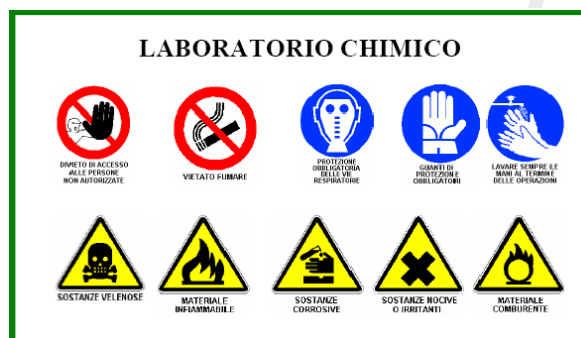 LABORATORIO CHIMICO
DIVIETO DI ACCESSO
ALLE PERSONE
NON AUTORIZZATE
VIETATO FUMARE
PROTEZIONE
OBBLIGATORIA
DELLE VIE
RESPIRATORIE
GUANTI DI
PROTEZIONE
OBBLIGATORI
LAVARE SEMPRE LE
MANI AL TERMINE
DELLE OPERAZIONI
SOSTANZE VELENOSE
MATERIALE
INFIAMMABILE
SOSTANZE
CORROSIVE
SOSTANZE NOCIVE
O IRRITANTI
MATERIALE
COMBURENTE